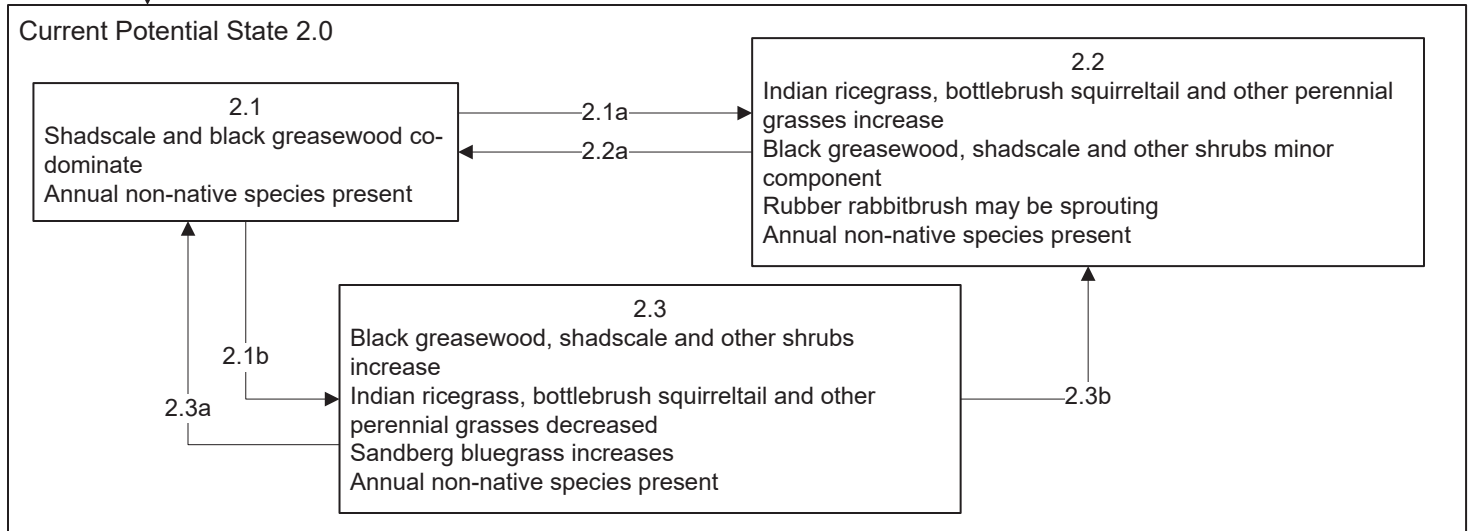 Current Potential State 2.0
2.1
Shadscale and black greasewood co-
dominate
Annual non-native species present
2.1a
2.2a
2.2
Indian ricegrass, bottlebrush squirreltail and other perennial
grasses increase
Black greasewood, shadscale and other shrubs minor
component
Rubber rabbitbrush may be sprouting
Annual non-native species present
2.1b
2.3a
2.3
Black greasewood, shadscale and other shrubs
increase
Indian ricegrass, bottlebrush squirreltail and other
perennial grasses decreased
Sandberg bluegrass increases
Annual non-native species present
2.3b